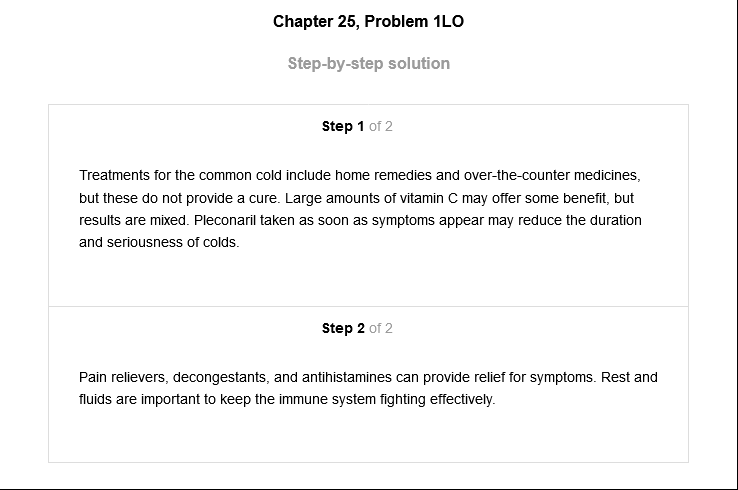 Chapter 25, Problem 1LO
Step-by-step solution
Step 1 of 2
Treatments for the common cold include home remedies and over-the-counter medicines,
but these do not provide a cure. Large amounts of vitamin C may offer some benefit, but
results are mixed. Pleconaril taken as soon as symptoms appear may reduce the duration
and seriousness of colds.
Step 2 of 2
Pain relievers, decongestants, and antihistamines can provide relief for symptoms. Rest and
fluids are important to keep the immune system fighting effectively.